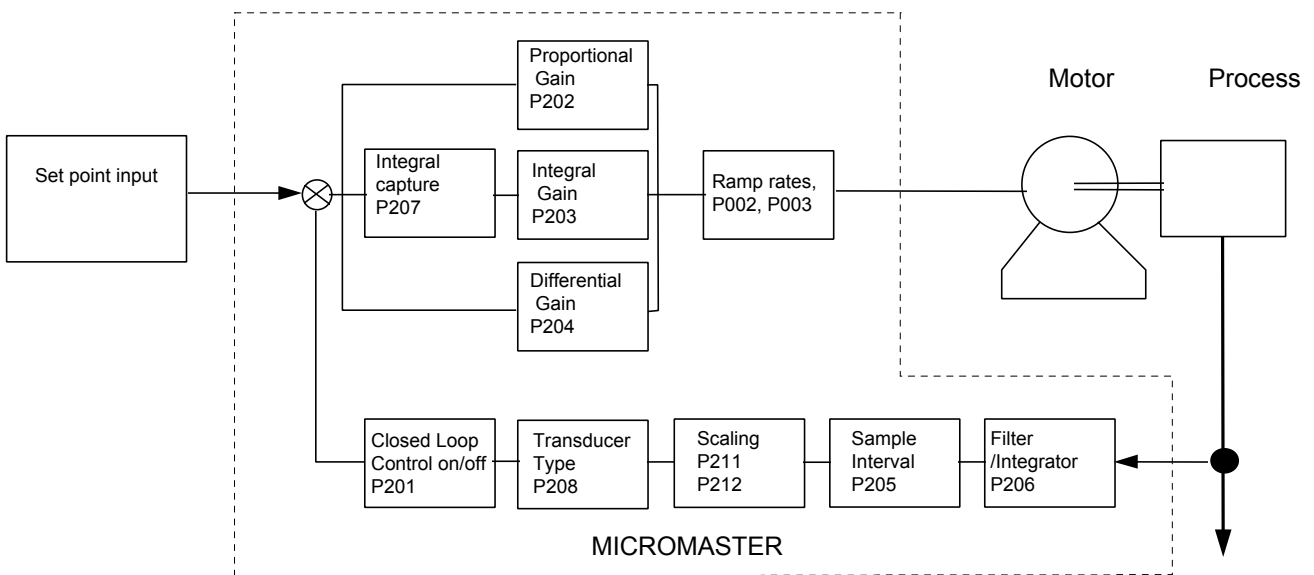 Proportional
Gain
P202
Motor
Process
Set point input
Integral
capture
P207
Integral
Gain
P203
Ramp rates,
P002, P003
Differential
Gain
P204
Closed Loop
Control on/off
P201
Transducer
Type
P208
Scaling
P211
P212
Sample
Interval
P205
Filter
/Integrator
P206
MICROMASTER